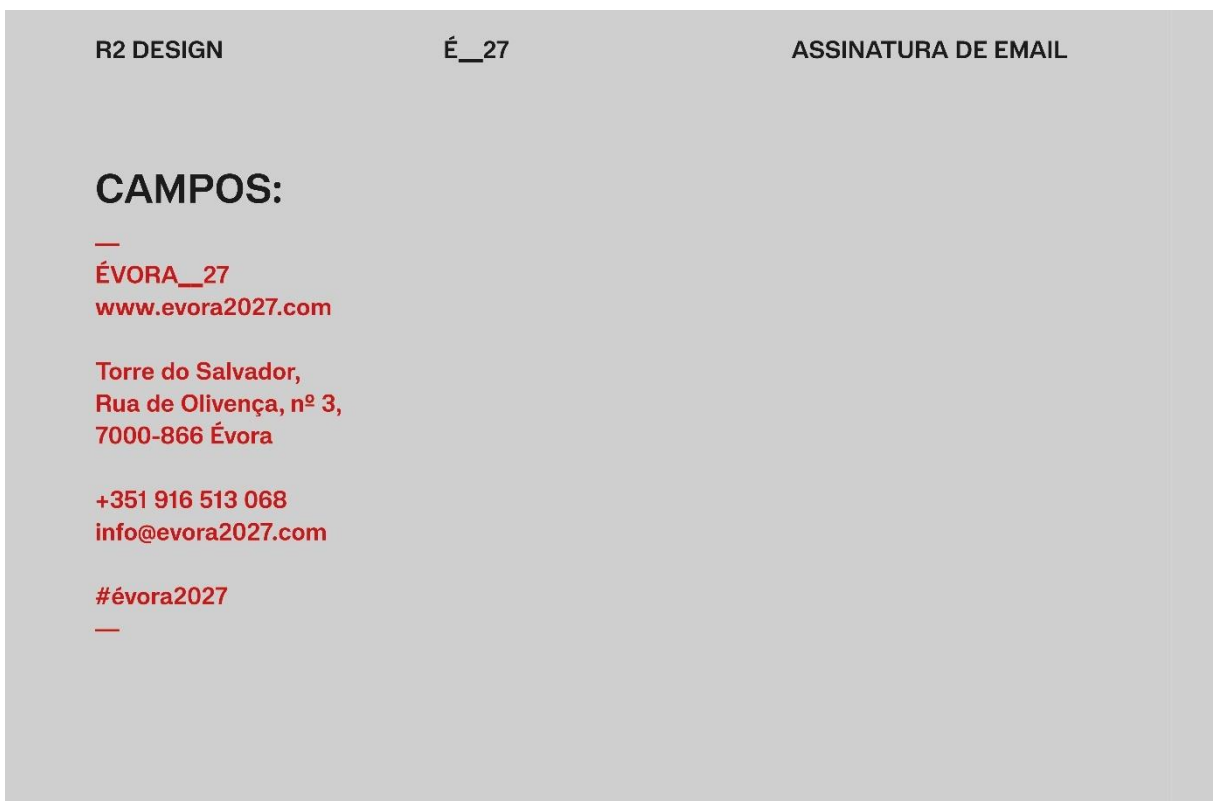 R2 DESIGN
É__27
ASSINATURA DE EMAIL
CAMPOS:
—
ÉVORA__27
www.evora2027.com
Torre do Salvador,
Rua de Olivença, nº 3,
7000-866 Évora
+351 916 513 068
info@evora2027.com
#évora2027
—